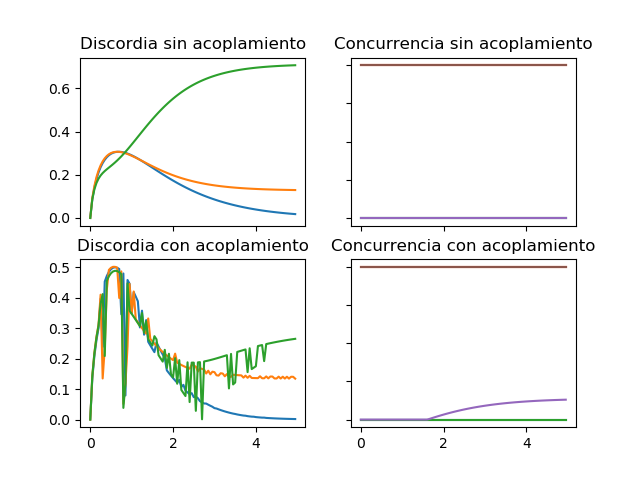 Discordia sin acoplamiento
Concurrencia sin acoplamiento
0.6
0.4
0.2
0.0
Discordia con acoplamiento
Concurrencia con acoplamiento
0.5
0.4
0.3
0.2
0.1
0.0
0 2 4
0 2 4